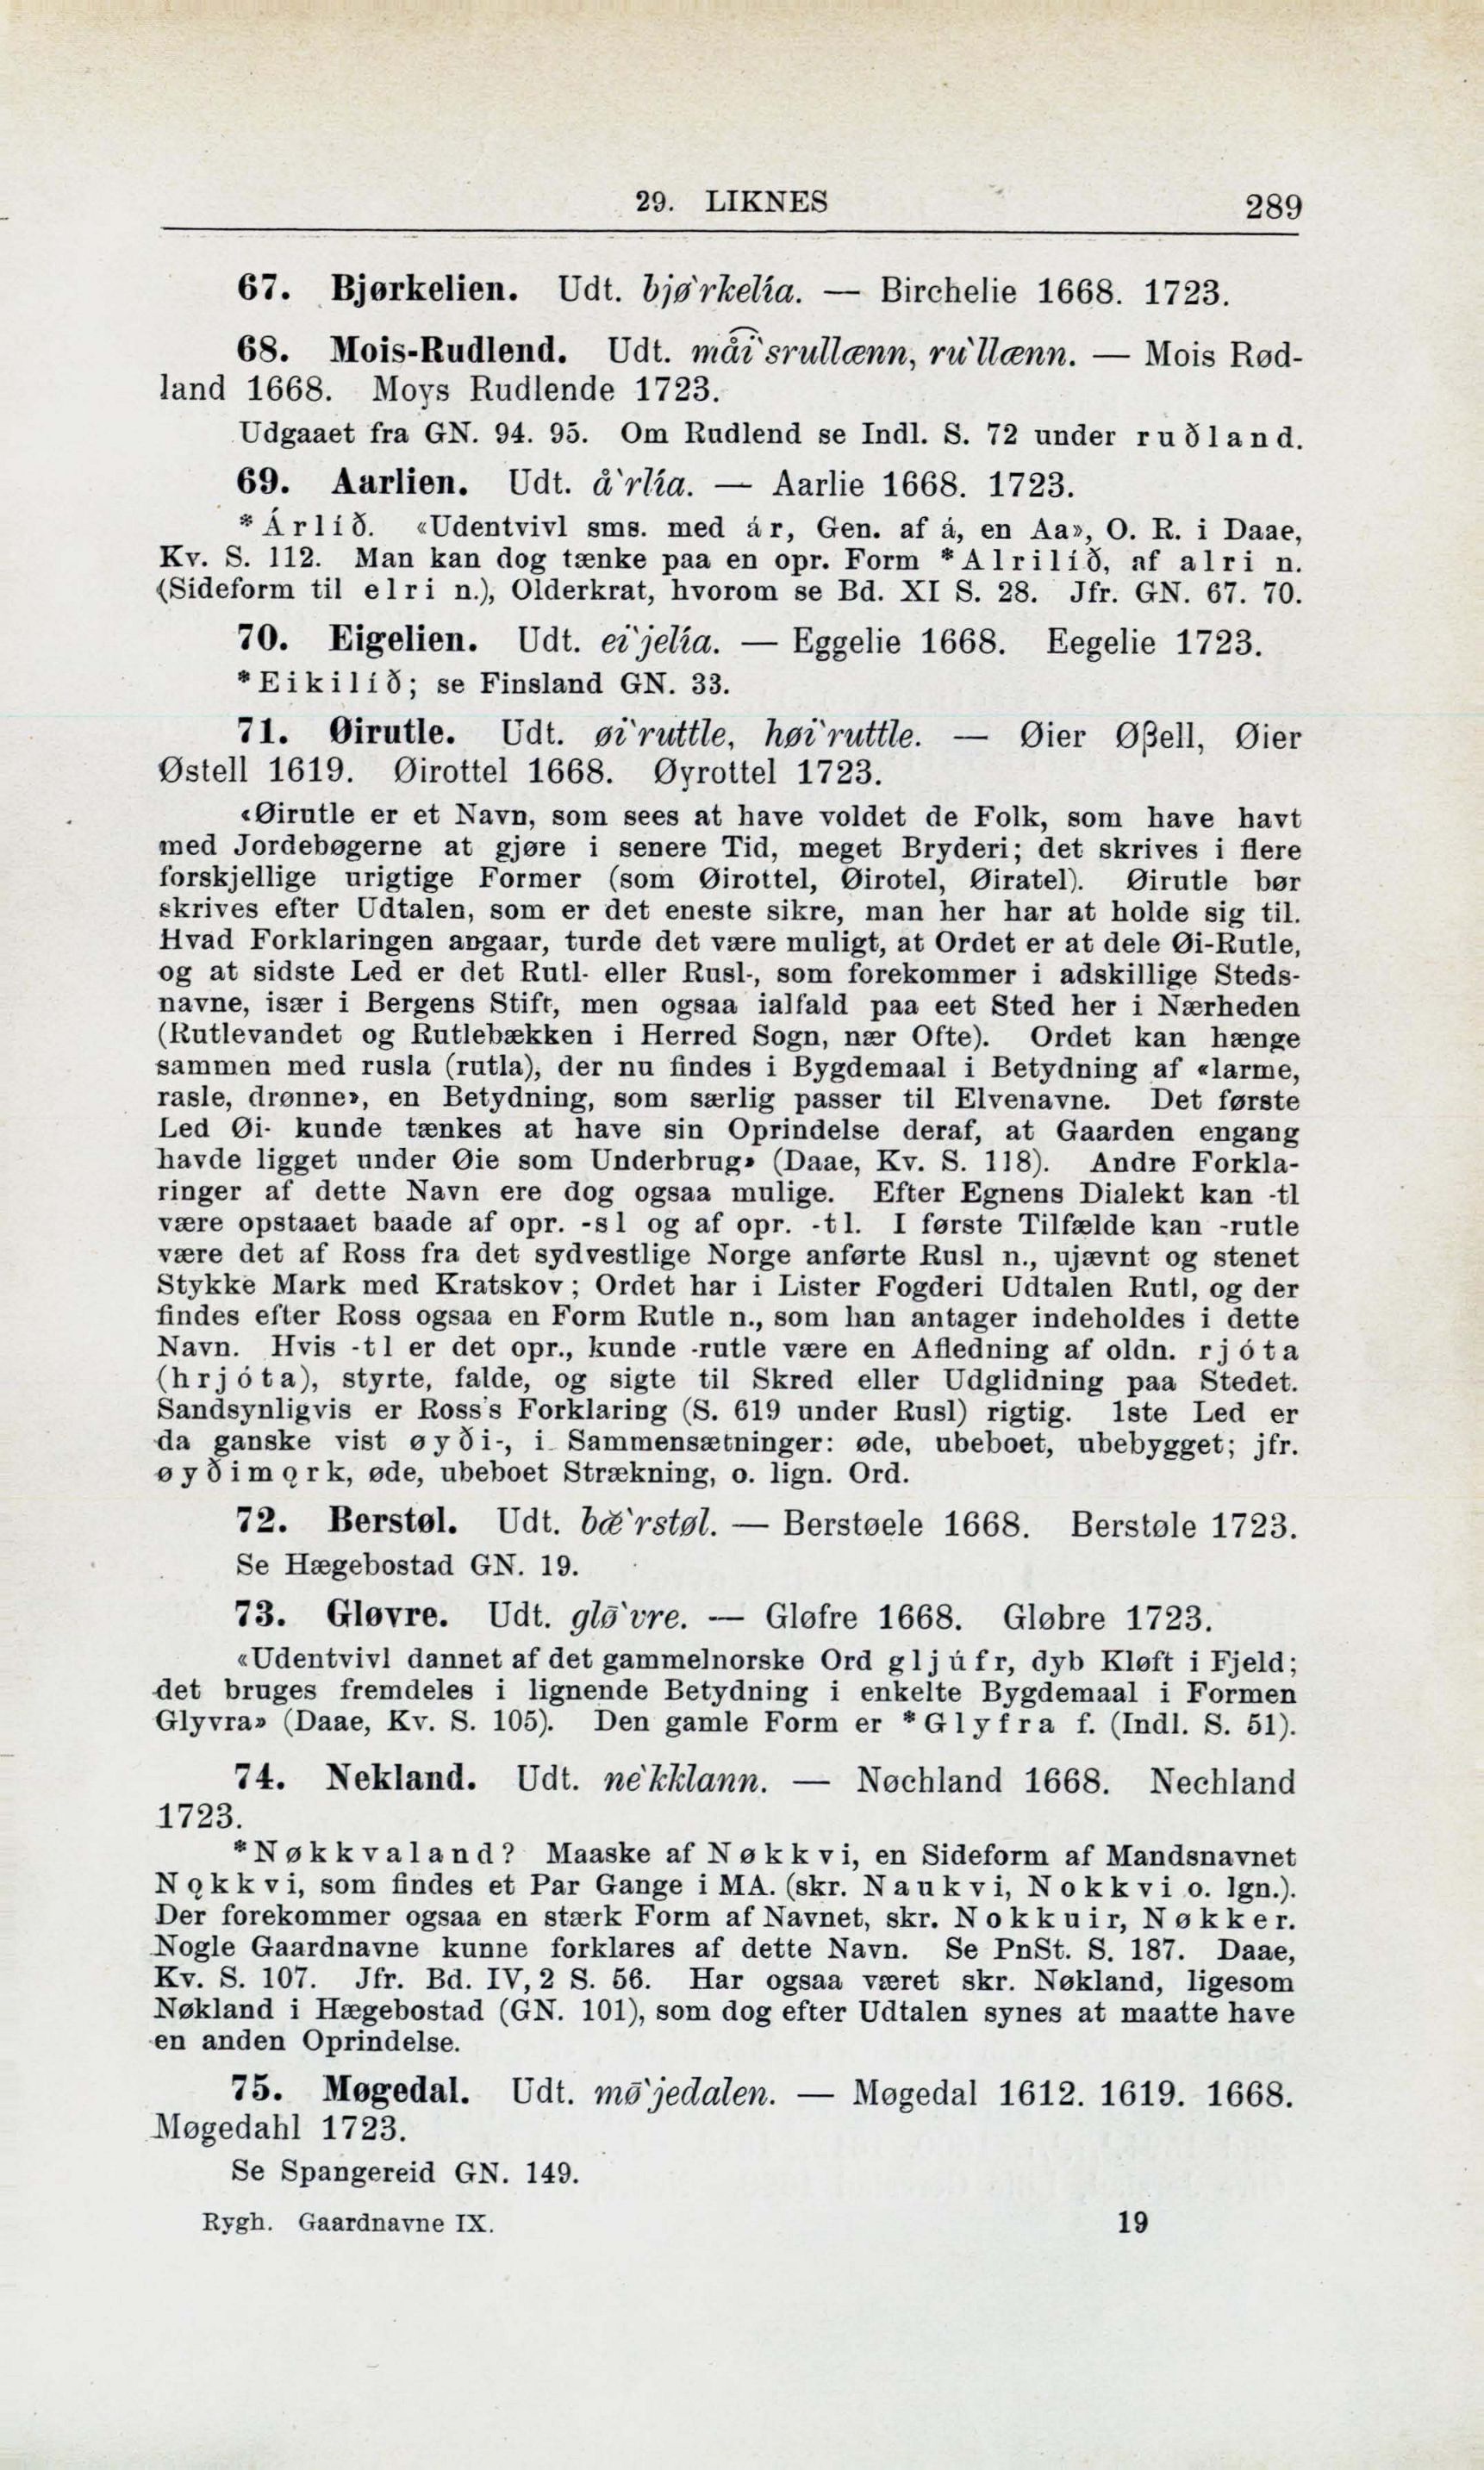 29. LIKNES 289
67. Bjørkelien. Udt. bjø`rkelia. — Birchelie 1668. 1723.
68. Mois-Rudlend. Udt. måi`srullænn, ru`llænn. — Mois Rød-
land 1668. Moys Rudlende 1723.
Udgaaet fra GN. 94. 95. Om Rudlend se Indl. S. 72 under ruðland.
69. Aarlien. Udt. å`rlia. — Aarlie 1668. 1723.
*Árlíð. «Udentvivl sms. med ár, Gen. af á, en Aa», O. R. i Daae,
Kv. S. 112. Man kan dog tænke paa en opr. Form *Alrilíð, af alri n.
(Sideform til elri n.), Olderkrat, hvorom se Bd. XI S. 28. Jfr. GN. 67. 70.
70. Eigelien. Udt. ei`jelia. — Eggelie 1668. Eegelie 1723.
*Eikilíð; se Finsland GN. 33.
71. Øirutle. Udt. øi`ruttle, høi`ruttle. — Øier Øßell, Øier
Østell 1619. Øirottel 1668. Øyrottel 1723.
«Øirutle er et Navn, som sees at have voldet de Folk, som have havt
med Jordebøgerne at gjøre i senere Tid, meget Bryderi; det skrives i flere
forskjellige urigtige Former (som Øirottel, Øirotel, Øiratel). Øirutle bør
skrives efter Udtalen, som er det eneste sikre, man her har at holde sig til.
Hvad Forklaringen angaar, turde det være muligt, at Ordet er at dele Øi-Rutle,
og at sidste Led er det Rutl- eller Rusl-, som forekommer i adskillige Steds-
navne, især i Bergens Stift, men ogsaa ialfald paa eet Sted her i Nærheden
(Rutlevandet og Rutlebækken i Herred Sogn, nær Ofte). Ordet kan hænge
sammen med rusla (rutla), der nu findes i Bygdemaal i Betydning af «larme,
rasle, drønne», en Betydning, som særlig passer til Elvenavne. Det første
Led Øi- kunde tænkes at have sin Oprindelse deraf, at Gaarden engang
havde ligget under Øie som Underbrug» (Daae, Kv. S. 118). Andre Forkla-
ringer af dette Navn ere dog ogsaa mulige. Efter Egnens Dialekt kan -tl
være opstaaet baade af opr. -sl og af opr. -tl. I første Tilfælde kan -rutle
være det af Ross fra det sydvestlige Norge anførte Rusl n., ujævnt og stenet
Stykke Mark med Kratskov; Ordet har i Lister Fogderi Udtalen Rutl, og der
findes efter Ross ogsaa en Form Rutle n., som han antager indeholdes i dette
Navn. Hvis -tl er det opr., kunde -rutle være en Afledning af oldn. rjóta
(hrjóta), styrte, falde, og sigte til Skred eller Udglidning paa Stedet.
Sandsynligvis er Ross's Forklaring (S. 619 under Rusl) rigtig. 1ste Led er
da ganske vist øyði-, i Sammensætninger: øde, ubeboet, ubebygget; jfr.
øyðimǫrk, øde, ubeboet Strækning, o. lign. Ord.
72. Berstøl. Udt. bæ`rstøl. — Berstøele 1668. Berstøle 1723.
Se Hægebostad GN. 19.
73. Gløvre. Udt. glø̄`vre. — Gløfre 1668. Gløbre 1723.
«Udentvivl dannet af det gammelnorske Ord gljúfr, dyb Kløft i Fjeld;
det bruges fremdeles i lignende Betydning i enkelte Bygdemaal i Formen
Glyvra» (Daae, Kv. S. 105). Den gamle Form er *Glyfra f. (Indl. S. 51).
74. Nekland. Udt. ne`kklann. — Nøchland 1668. Nechland
1723.
*Nøkkvaland? Maaske af Nøkkvi, en Sideform af Mandsnavnet
Nǫkkvi, som findes et Par Gange i MA. (skr. Naukvi, Nokkvi o. lgn.).
Der forekommer ogsaa en stærk Form af Navnet, skr. Nokkuir, Nøkker.
Nogle Gaardnavne kunne forklares af dette Navn. Se PnSt. S. 187. Daae,
Kv. S. 107. Jfr. Bd. IV, 2 S. 56. Har ogsaa været skr. Nøkland, ligesom
Nøkland i Hægebostad (GN. 101), som dog efter Udtalen synes at maatte have
en anden Oprindelse.
75. Møgedal. Udt. mø̄`jedalen. — Møgedal 1612. 1619. 1668.
Møgedahl 1723.
Se Spangereid GN. 149.
Rygh. Gaardnavne IX. 19